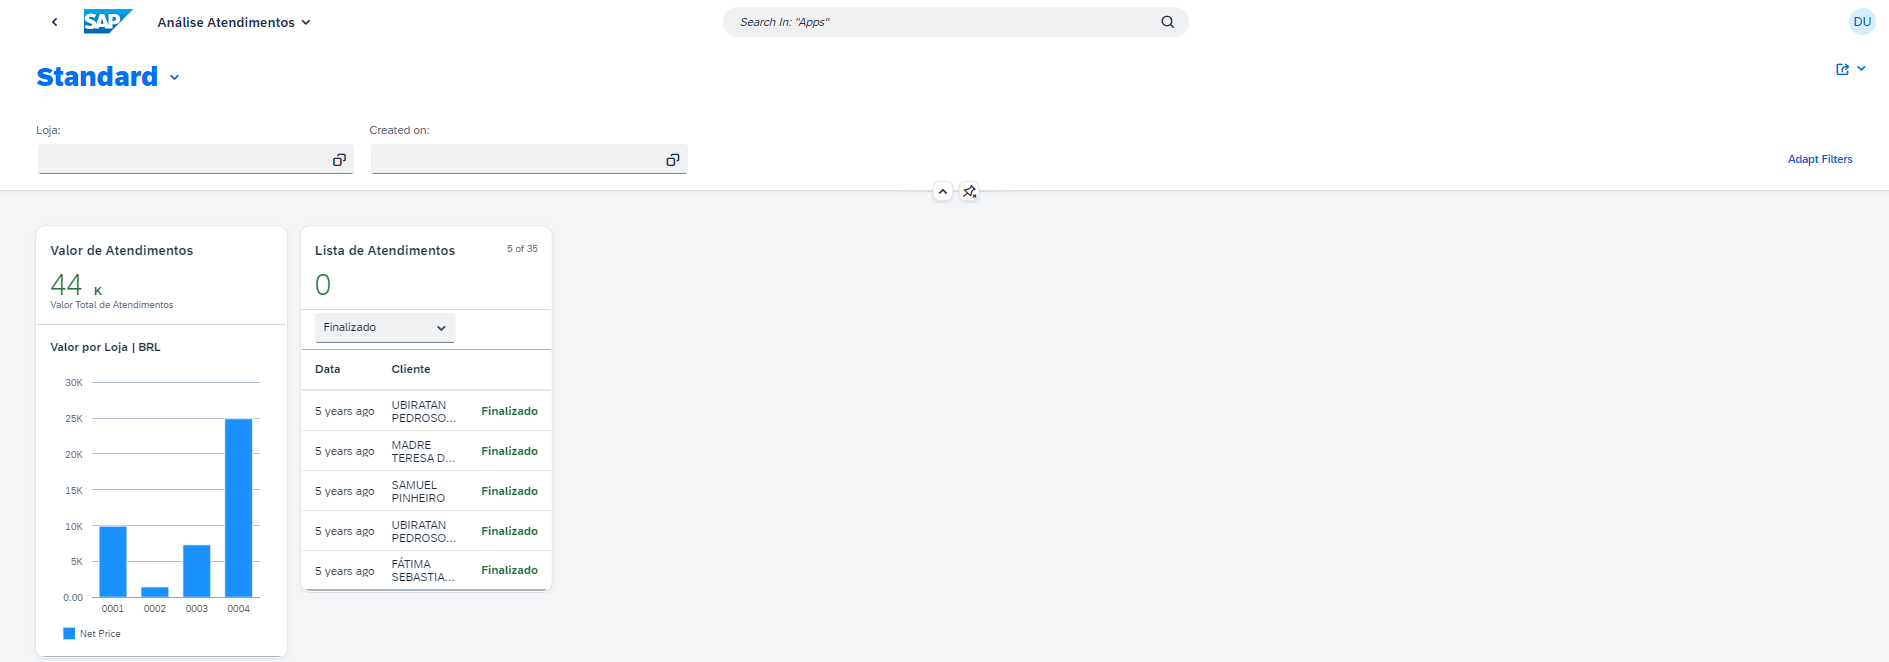 SAP
Análise Atendimentos
Search In: "Apps"
DU
Standard
Loja:
Created on:
Adapt Filters
Valor de Atendimentos
44 K
Valor Total de Atendimentos
Valor por Loja | BRL
30K
25K
20K
15K
10K
5K
0.00
0001 0002 0003 0004
Net Price
Lista de Atendimentos
5 of 35
0
Finalizado
Data Cliente
5 years ago UBIRATAN PEDROSO... Finalizado
5 years ago MADRE TERESA D... Finalizado
5 years ago SAMUEL PINHEIRO Finalizado
5 years ago UBIRATAN PEDROSO... Finalizado
5 years ago FÁTIMA SEBASTIA... Finalizado